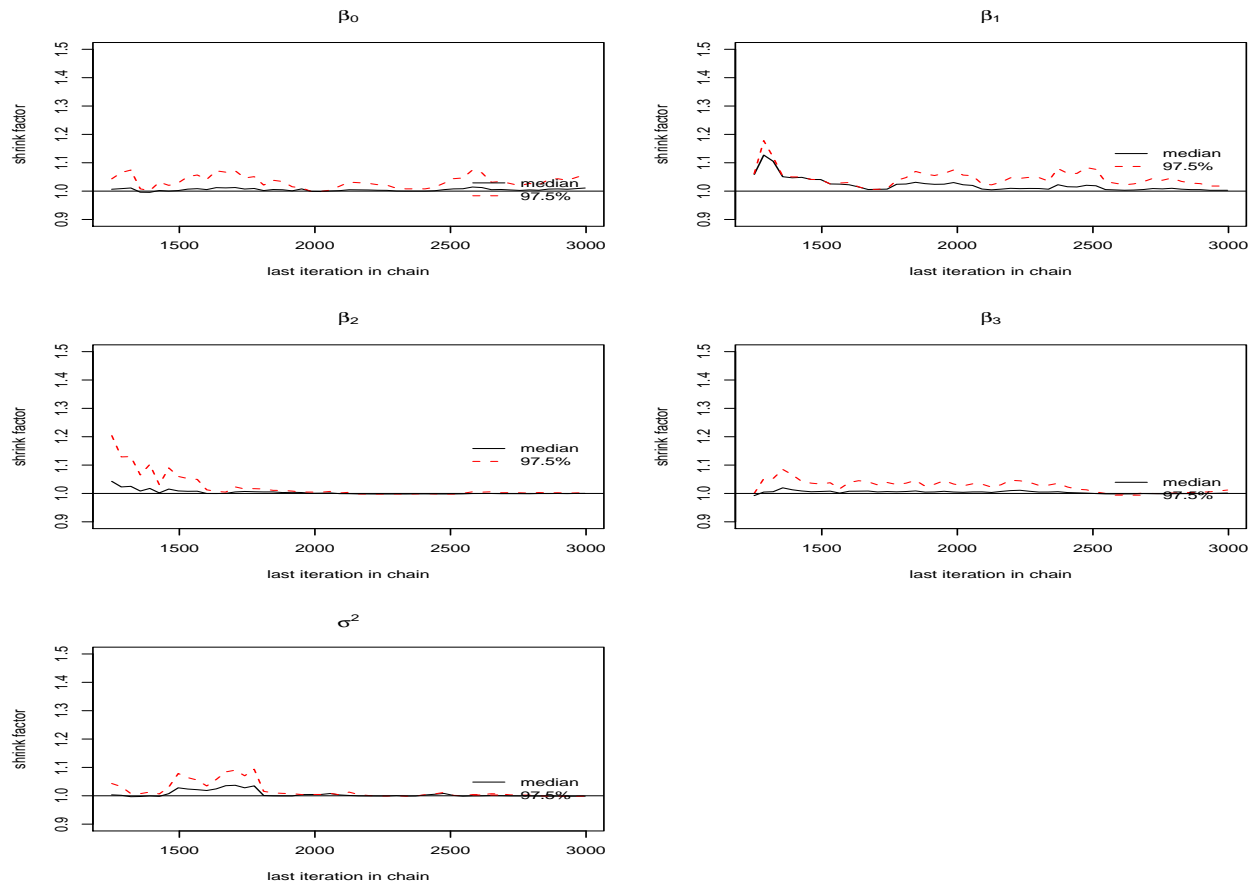 β₀
shrink factor
0.9 1.0 1.1 1.2 1.3 1.4 1.5
median
97.5%
1500 2000 2500 3000
last iteration in chain
β₁
shrink factor
0.9 1.0 1.1 1.2 1.3 1.4 1.5
median
97.5%
1500 2000 2500 3000
last iteration in chain
β₂
shrink factor
0.9 1.0 1.1 1.2 1.3 1.4 1.5
median
97.5%
1500 2000 2500 3000
last iteration in chain
β₃
shrink factor
0.9 1.0 1.1 1.2 1.3 1.4 1.5
median
97.5%
1500 2000 2500 3000
last iteration in chain
σ²
shrink factor
0.9 1.0 1.1 1.2 1.3 1.4 1.5
median
97.5%
1500 2000 2500 3000
last iteration in chain